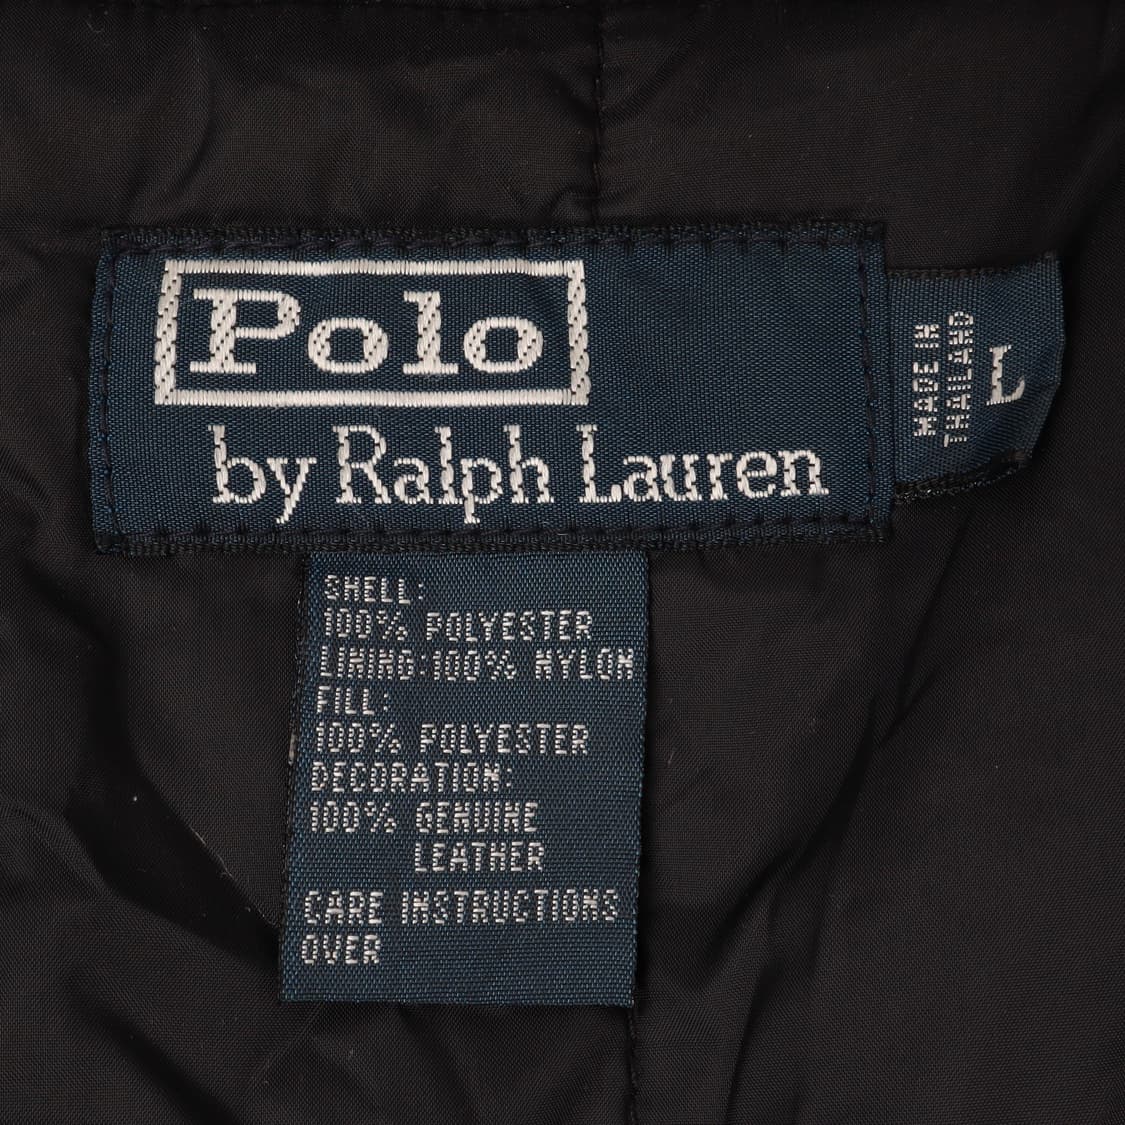 Polo
by Ralph Lauren
MADE IN
THAILAND
L
SHELL:
100% POLYESTER
LINING:100% NYLON
FILL:
100% POLYESTER
DECORATION:
100% GENUINE
LEATHER
CARE INSTRUCTIONS
OVER